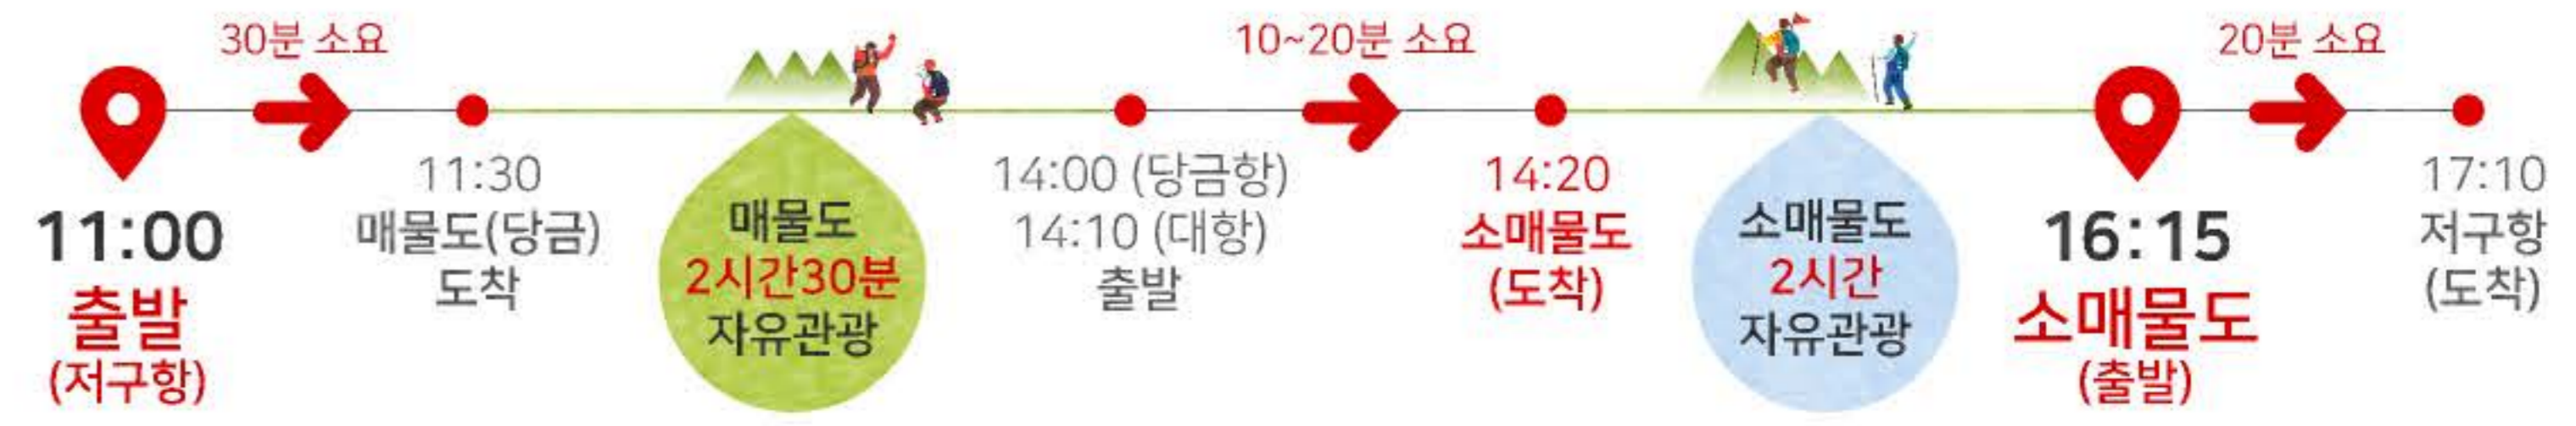 30분 소요
11:00
출발
(저구항)
11:30
매물도(당금)
도착
매물도
2시간30분
자유관광
14:00 (당금항)
14:10 (대항)
출발
10~20분 소요
14:20
소매물도
(도착)
소매물도
2시간
자유관광
16:15
소매물도
(출발)
20분 소요
17:10
저구항
(도착)